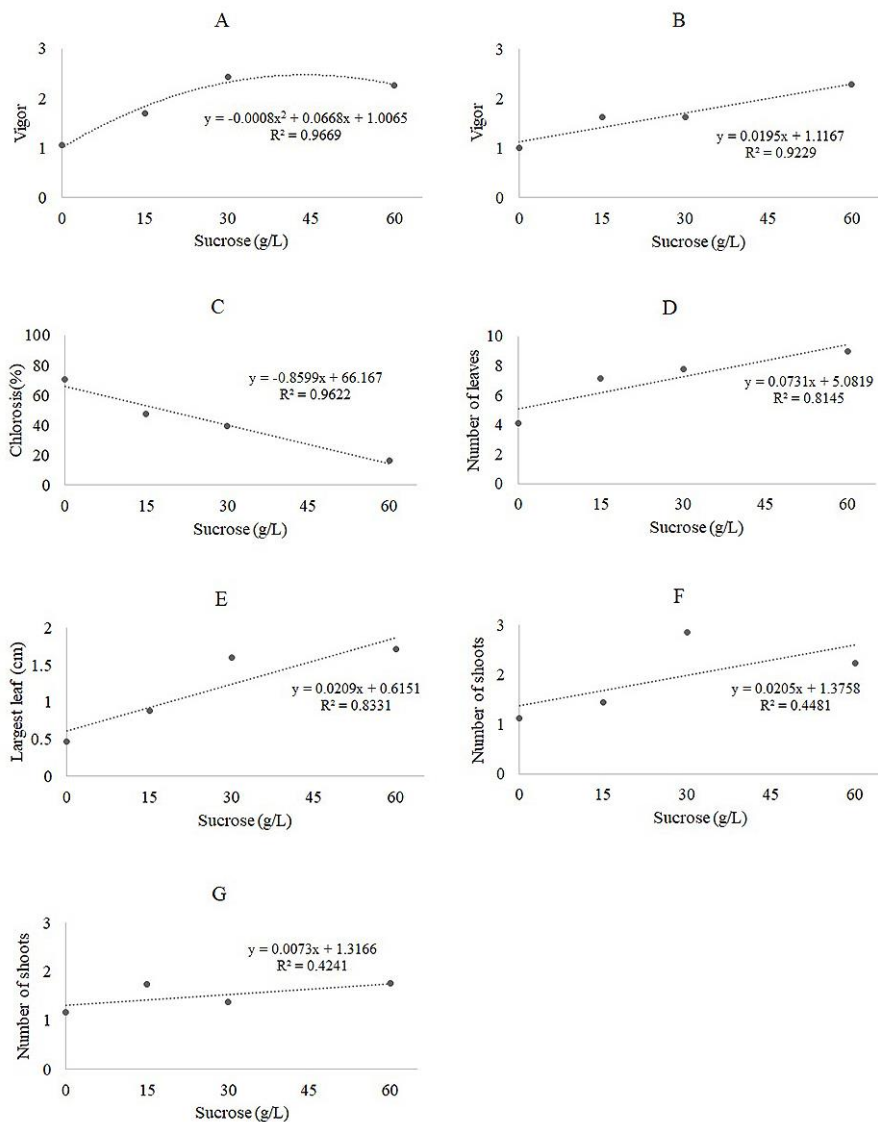 A
3
2
1
0
Vigor
y = -0.0008x² + 0.0668x + 1.0065
R² = 0.9669
0 15 30 45 60
Sucrose (g/L)
B
3
2
1
0
Vigor
y = 0.0195x + 1.1167
R² = 0.9229
0 15 30 45 60
Sucrose (g/L)
C
100
80
60
40
20
0
Chlorosis(%)
y = -0.8599x + 66.167
R² = 0.9622
0 15 30 45 60
Sucrose (g/L)
D
10
8
6
4
2
0
Number of leaves
y = 0.0731x + 5.0819
R² = 0.8145
0 15 30 45 60
Sucrose (g/L)
E
2
1.5
1
0.5
0
Largest leaf (cm)
y = 0.0209x + 0.6151
R² = 0.8331
0 15 30 45 60
Sucrose (g/L)
F
3
2
1
0
Number of shoots
y = 0.0205x + 1.3758
R² = 0.4481
0 15 30 45 60
Sucrose (g/L)
G
3
2
1
0
Number of shoots
y = 0.0073x + 1.3166
R² = 0.4241
0 15 30 45 60
Sucrose (g/L)